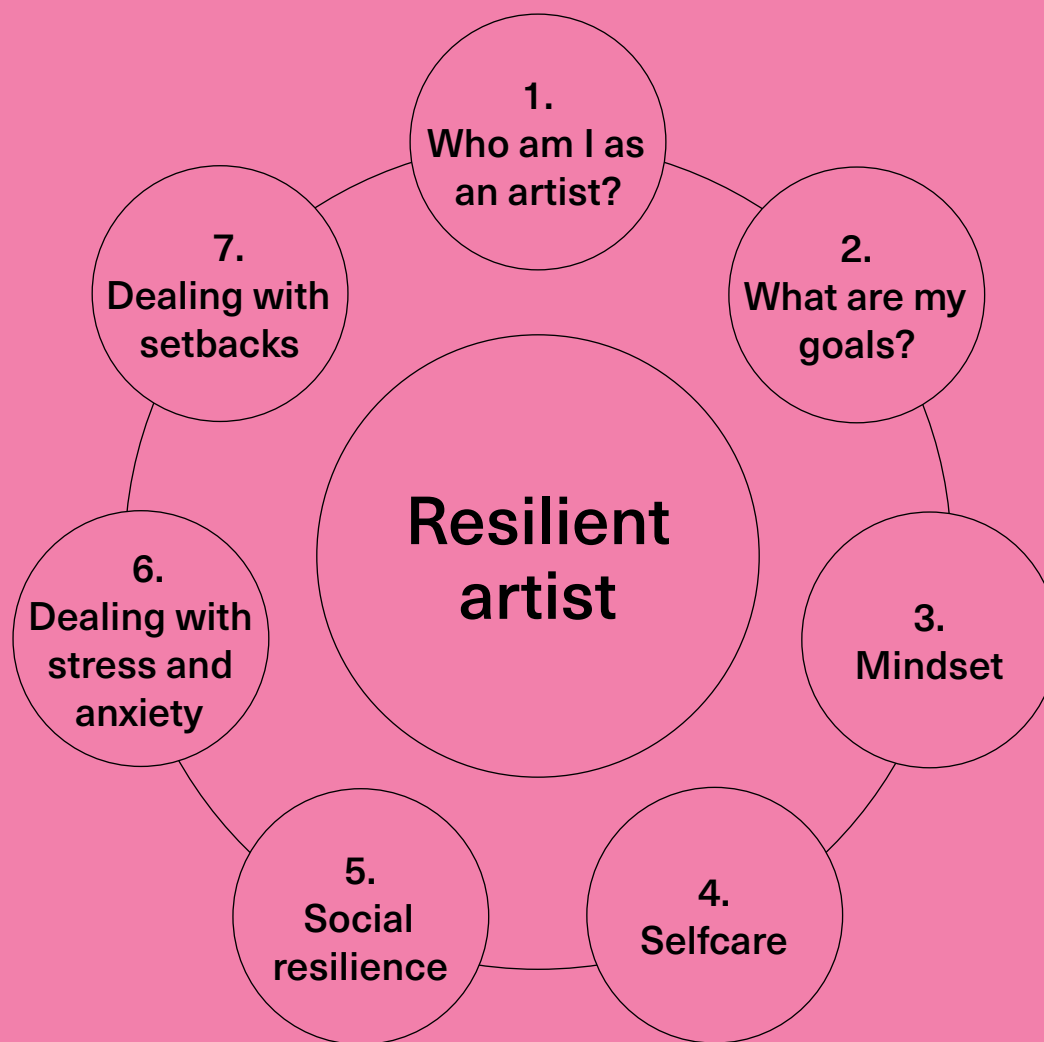 1.
Who am I as
an artist?
2.
What are my
goals?
3.
Mindset
4.
Selfcare
5.
Social
resilience
6.
Dealing with
stress and
anxiety
7.
Dealing with
setbacks
Resilient
artist